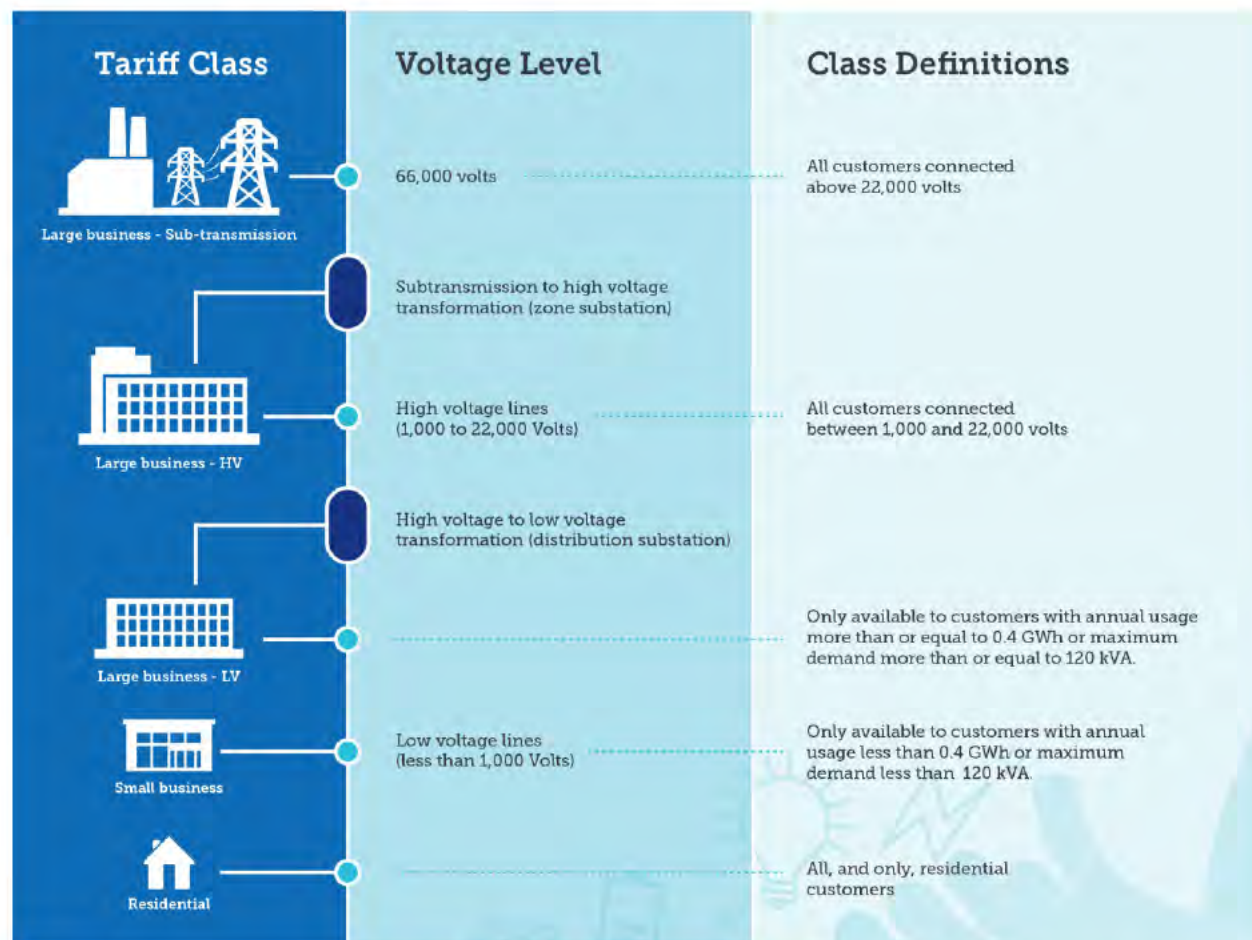 Tariff Class
Voltage Level
Class Definitions
Large business - Sub-transmission
66,000 volts
All customers connected
above 22,000 volts
Subtransmission to high voltage
transformation (zone substation)
Large business - HV
High voltage lines
(1,000 to 22,000 Volts)
All customers connected
between 1,000 and 22,000 volts
High voltage to low voltage
transformation (distribution substation)
Large business - LV
Only available to customers with annual usage
more than or equal to 0.4 GWh or maximum
demand more than or equal to 120 kVA.
Small business
Low voltage lines
(less than 1,000 Volts)
Only available to customers with annual
usage less than 0.4 GWh or maximum
demand less than 120 kVA.
Residential
All, and only, residential
customers